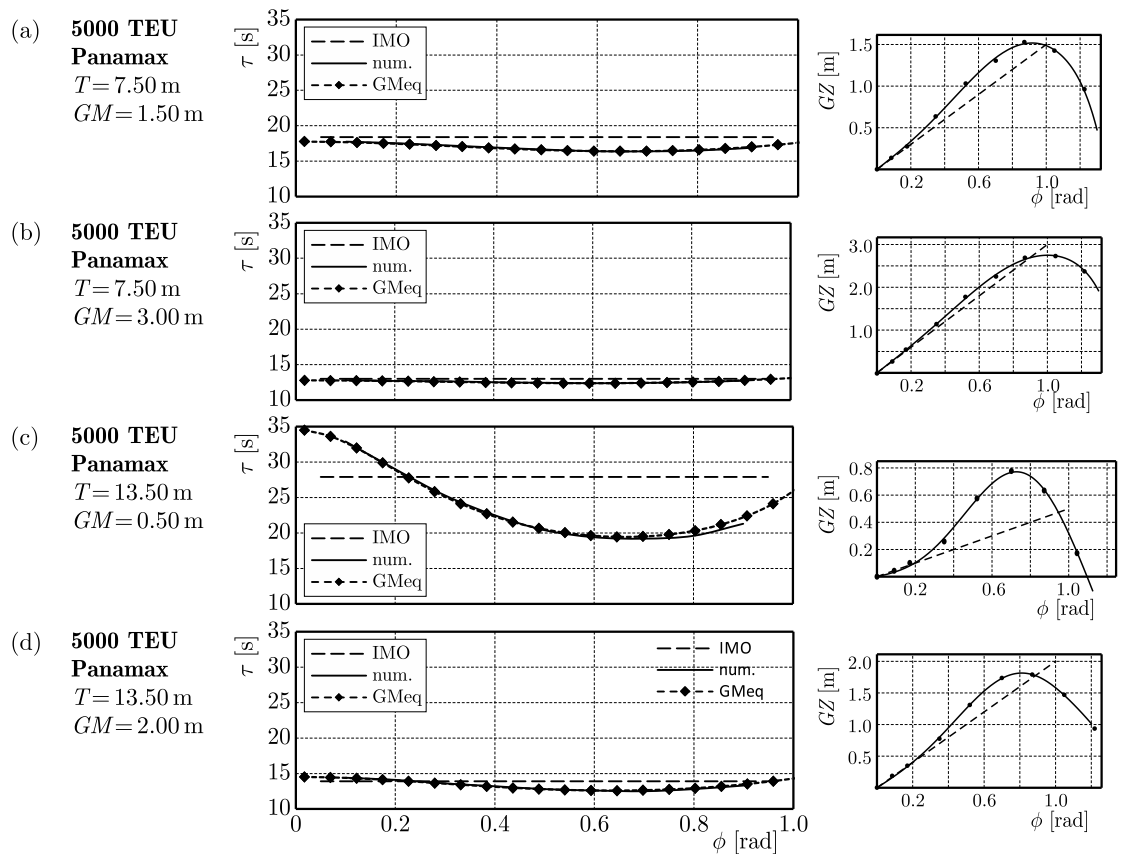 (a)
5000 TEU
Panamax
T = 7.50 m
GM = 1.50 m
τ [s]
35
30
25
20
15
10
IMO
num.
GMeq
GZ [m]
1.5
1.0
0.5
0.2
0.6
1.0
ϕ [rad]
(b)
5000 TEU
Panamax
T = 7.50 m
GM = 3.00 m
τ [s]
35
30
25
20
15
10
IMO
num.
GMeq
GZ [m]
3.0
2.0
1.0
0.2
0.6
1.0
ϕ [rad]
(c)
5000 TEU
Panamax
T = 13.50 m
GM = 0.50 m
τ [s]
35
30
25
20
15
10
IMO
num.
GMeq
GZ [m]
0.8
0.6
0.4
0.2
0.2
0.6
1.0
ϕ [rad]
(d)
5000 TEU
Panamax
T = 13.50 m
GM = 2.00 m
τ [s]
35
30
25
20
15
10
IMO
num.
GMeq
IMO
num.
GMeq
0
0.2
0.4
0.6
0.8
1.0
ϕ [rad]
GZ [m]
2.0
1.5
1.0
0.5
0.2
0.6
1.0
ϕ [rad]